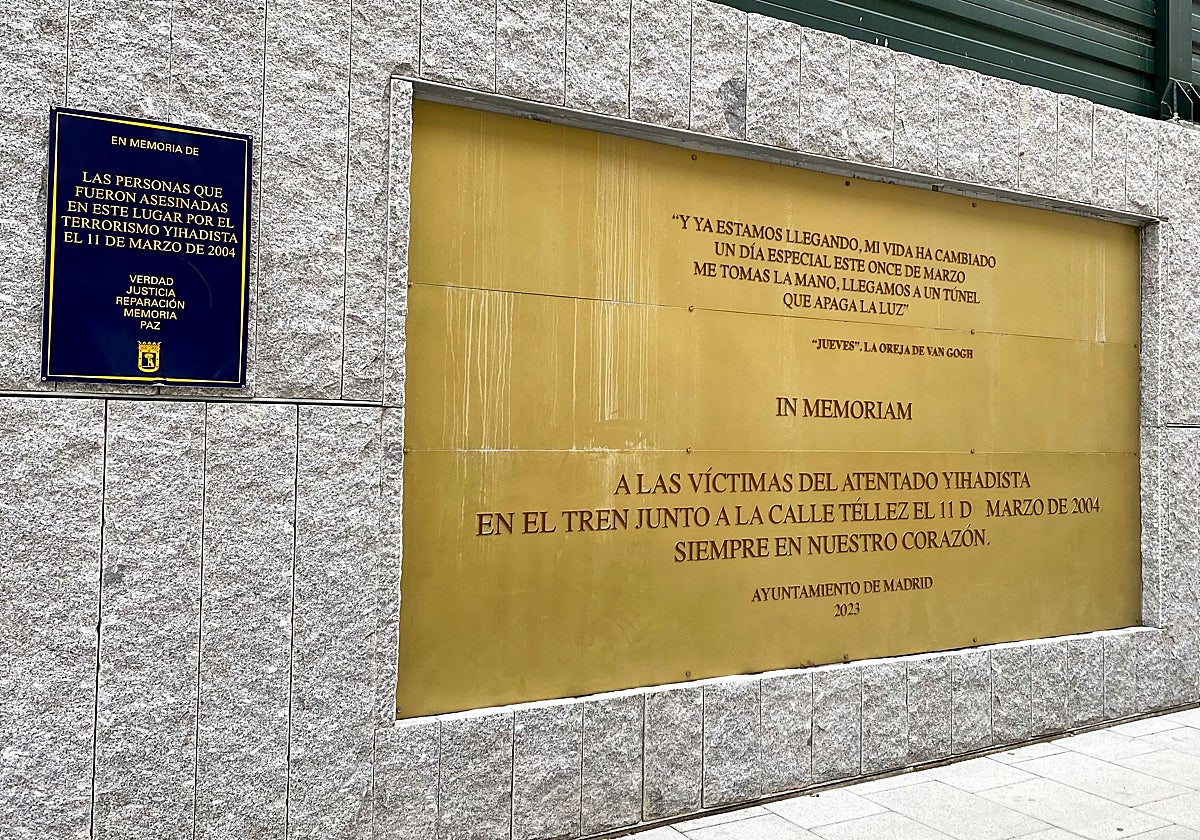 EN MEMORIA DE
LAS PERSONAS QUE
FUERON ASESINADAS
EN ESTE LUGAR POR EL
TERRORISMO YIHADISTA
EL 11 DE MARZO DE 2004
VERDAD
JUSTICIA
REPARACIÓN
MEMORIA
PAZ
“Y YA ESTAMOS LLEGANDO, MI VIDA HA CAMBIADO
UN DÍA ESPECIAL ESTE ONCE DE MARZO
ME TOMAS LA MANO, LLEGAMOS A UN TÚNEL
QUE APAGA LA LUZ”
“JUEVES”. LA OREJA DE VAN GOGH
IN MEMORIAM
A LAS VÍCTIMAS DEL ATENTADO YIHADISTA
EN EL TREN JUNTO A LA CALLE TÉLLEZ EL 11 D MARZO DE 2004
SIEMPRE EN NUESTRO CORAZÓN.
AYUNTAMIENTO DE MADRID
2023